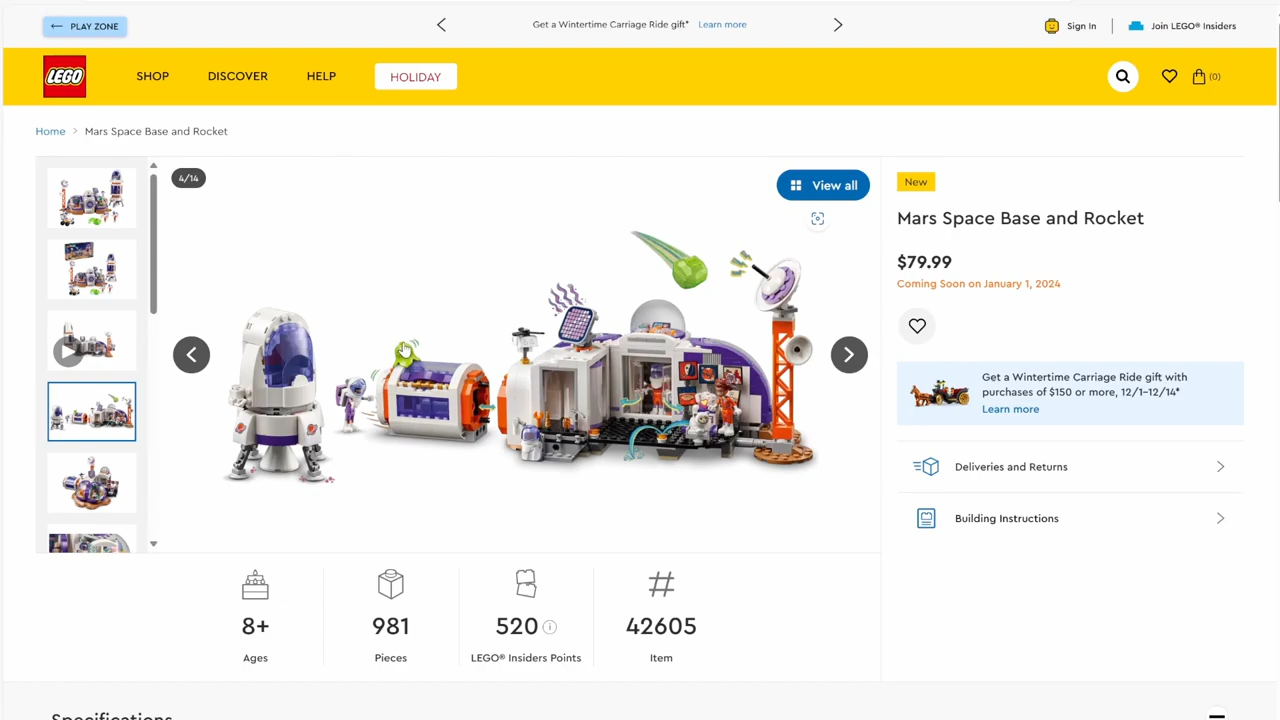 ← PLAY ZONE
Get a Wintertime Carriage Ride gift* Learn more
Sign In
Join LEGO® Insiders
LEGO
SHOP
DISCOVER
HELP
HOLIDAY
(0)
Home > Mars Space Base and Rocket
4/14
View all
New
Mars Space Base and Rocket
$79.99
Coming Soon on January 1, 2024
Get a Wintertime Carriage Ride gift with
purchases of $150 or more, 12/1–12/14*
Learn more
Deliveries and Returns
Building Instructions
8+
Ages
981
Pieces
520
LEGO® Insiders Points
#
42605
Item
Specifications